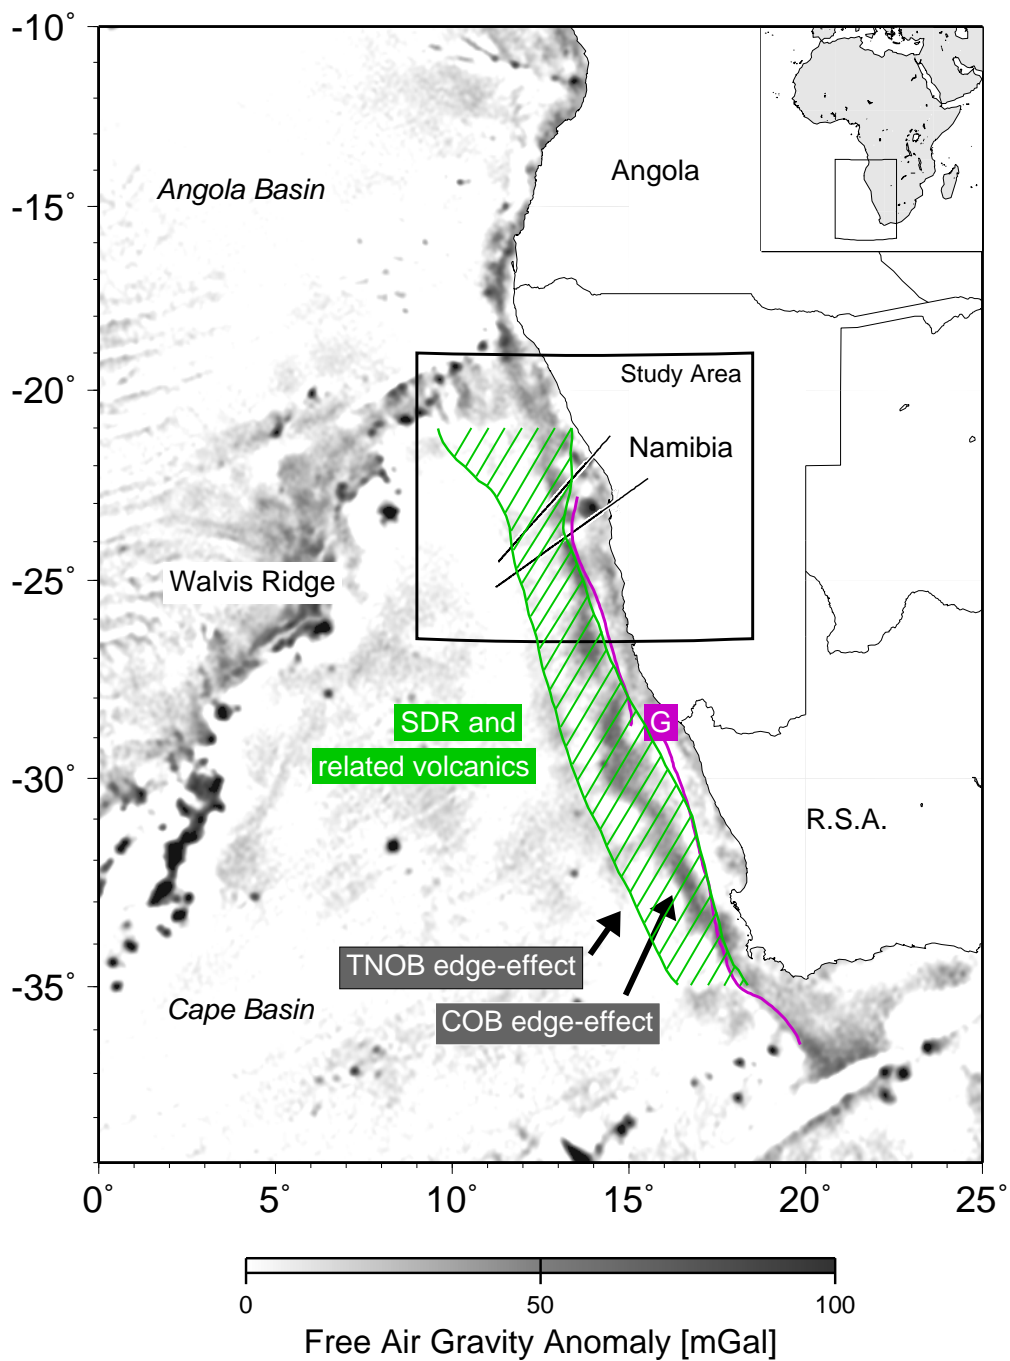 -10°
Angola
Angola Basin
-15°
Study Area
-20°
Namibia
-25°
Walvis Ridge
SDR and
related volcanics
G
-30°
R.S.A.
TNOB edge-effect
-35°
Cape Basin
COB edge-effect
0° 5° 10° 15° 20° 25°
0 50 100
Free Air Gravity Anomaly [mGal]